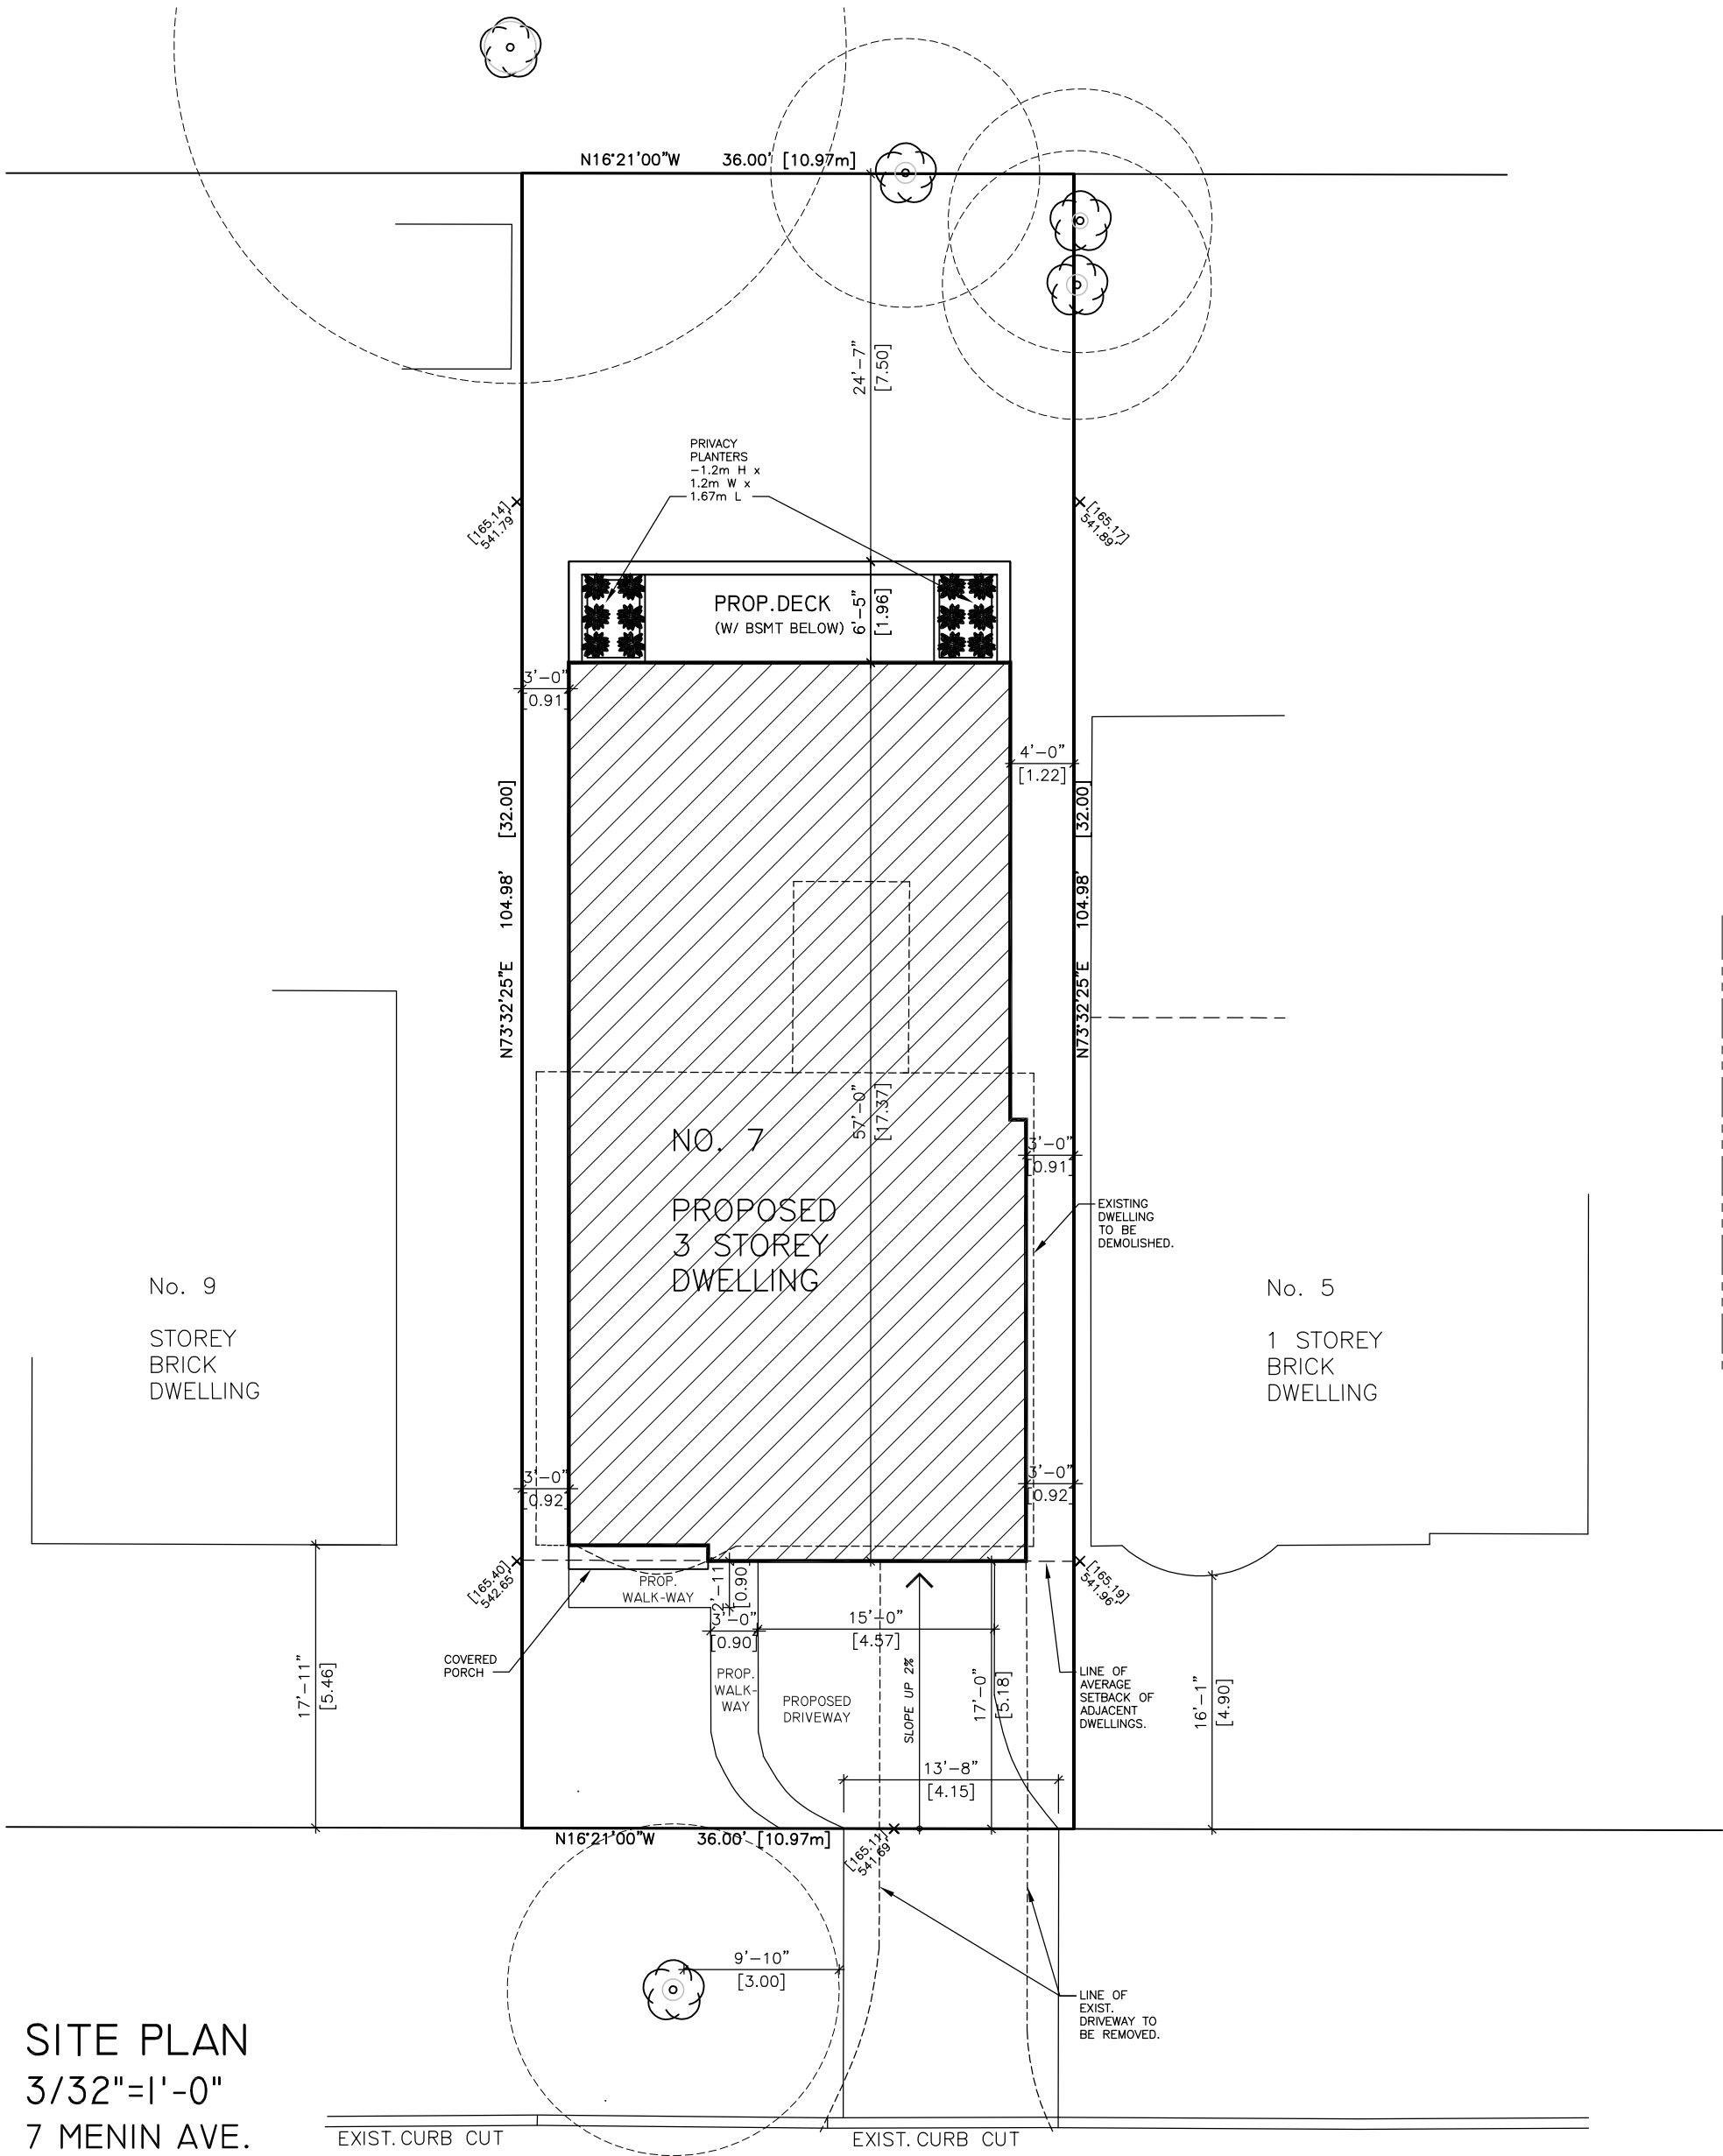 N16°21'00"W 36.00' [10.97m]
24'-7"
[7.50]
PRIVACY
PLANTERS
-1.2m H x
1.2m W x
1.67m L
[165.14]
541.79'
[165.17]
541.89'
PROP.DECK
(W/ BSMT BELOW)
6'-5"
[1.96]
3'-0"
[0.91]
4'-0"
[1.22]
N73°32'25"E 104.98' [32.00]
N73°32'25"E 104.98' [32.00]
57'-0"
[17.37]
NO. 7
PROPOSED
3 STOREY
DWELLING
3'-0"
[0.91]
EXISTING
DWELLING
TO BE
DEMOLISHED.
No. 9
STOREY
BRICK
DWELLING
No. 5
1 STOREY
BRICK
DWELLING
3'-0"
[0.92]
3'-0"
[0.92]
[165.40]
542.65'
[165.19]
541.96'
PROP.
WALK-WAY
2'-11"
[0.90]
3'-0"
[0.90]
15'-0"
[4.57]
COVERED
PORCH
17'-11"
[5.46]
PROP.
WALK-
WAY
PROPOSED
DRIVEWAY
SLOPE UP 2%
17'-0"
[5.18]
LINE OF
AVERAGE
SETBACK OF
ADJACENT
DWELLINGS.
16'-1"
[4.90]
13'-8"
[4.15]
N16°21'00"W 36.00' [10.97m]
[165.11]
541.69'
9'-10"
[3.00]
LINE OF
EXIST.
DRIVEWAY TO
BE REMOVED.
SITE PLAN
3/32"=1'-0"
7 MENIN AVE.
EXIST. CURB CUT
EXIST. CURB CUT